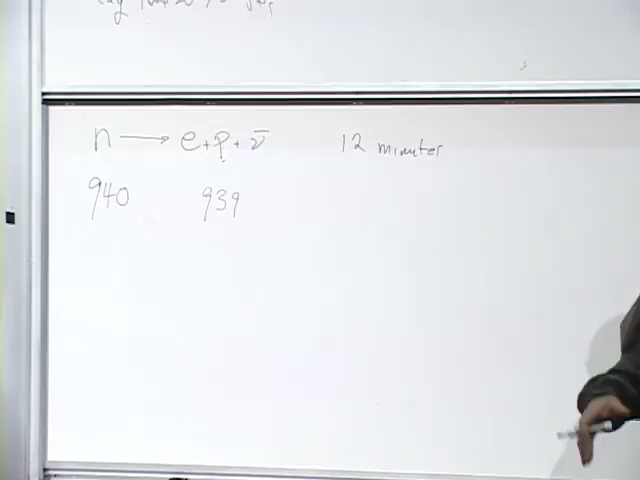 n → e + p + ν̄ 12 minutes
940 939